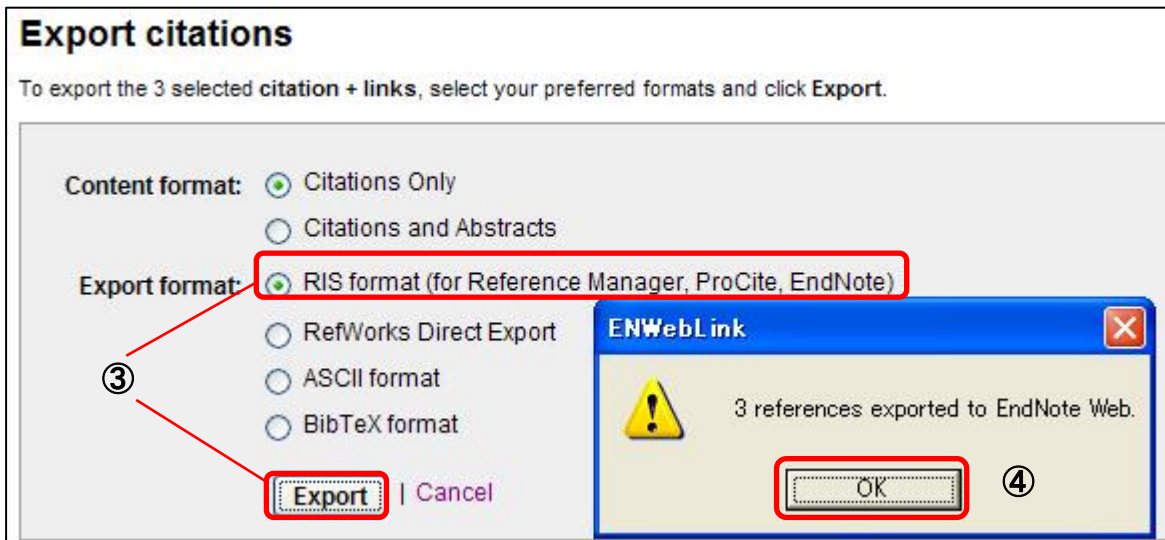 Export citations
To export the 3 selected citation + links, select your preferred formats and click Export.
Content format: Citations Only
Citations and Abstracts
Export format: RIS format (for Reference Manager, ProCite, EndNote)
RefWorks Direct Export
ASCII format
BibTeX format
③
Export | Cancel
ENWebLink
3 references exported to EndNote Web.
OK
④